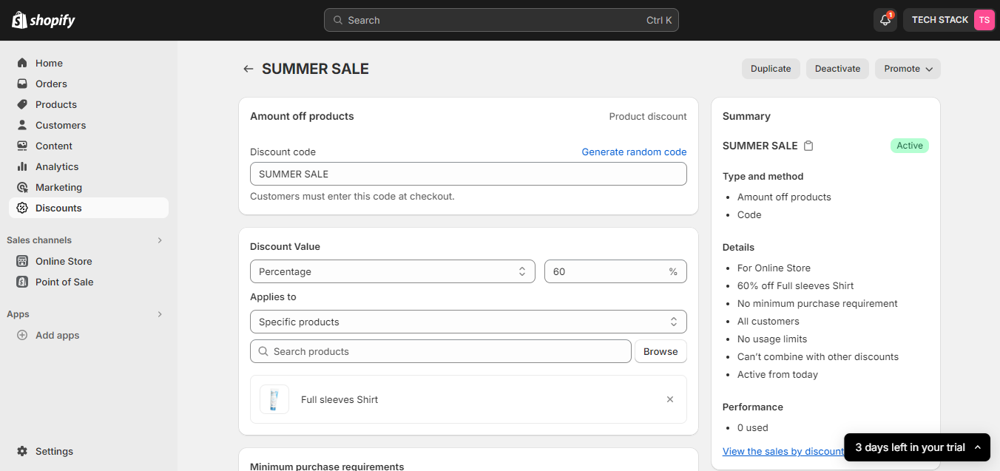 shopify
Search
Ctrl K
1
TECH STACK
TS
Home
Orders
Products
Customers
Content
Analytics
Marketing
Discounts
Sales channels
Online Store
Point of Sale
Apps
Add apps
Settings
SUMMER SALE
Duplicate
Deactivate
Promote
Amount off products
Product discount
Discount code
Generate random code
SUMMER SALE
Customers must enter this code at checkout.
Discount Value
Percentage
60
%
Applies to
Specific products
Search products
Browse
Full sleeves Shirt
Minimum purchase requirements
Summary
SUMMER SALE
Active
Type and method
• Amount off products
• Code
Details
• For Online Store
• 60% off Full sleeves Shirt
• No minimum purchase requirement
• All customers
• No usage limits
• Can't combine with other discounts
• Active from today
Performance
• 0 used
View the sales by discount
3 days left in your trial